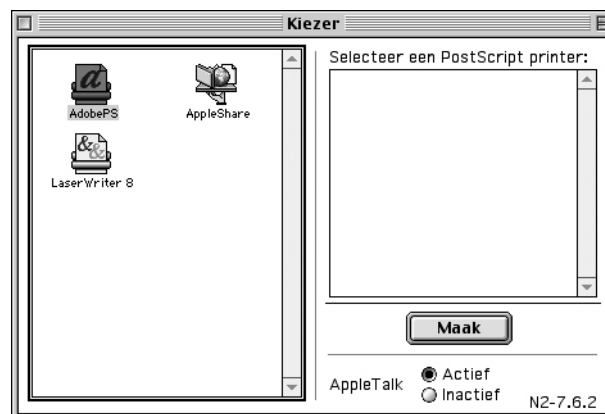 Kiezer
AdobePS
AppleShare
LaserWriter 8
Selecteer een PostScript printer:
Maak
AppleTalk
Actief
Inactief
N2-7.6.2